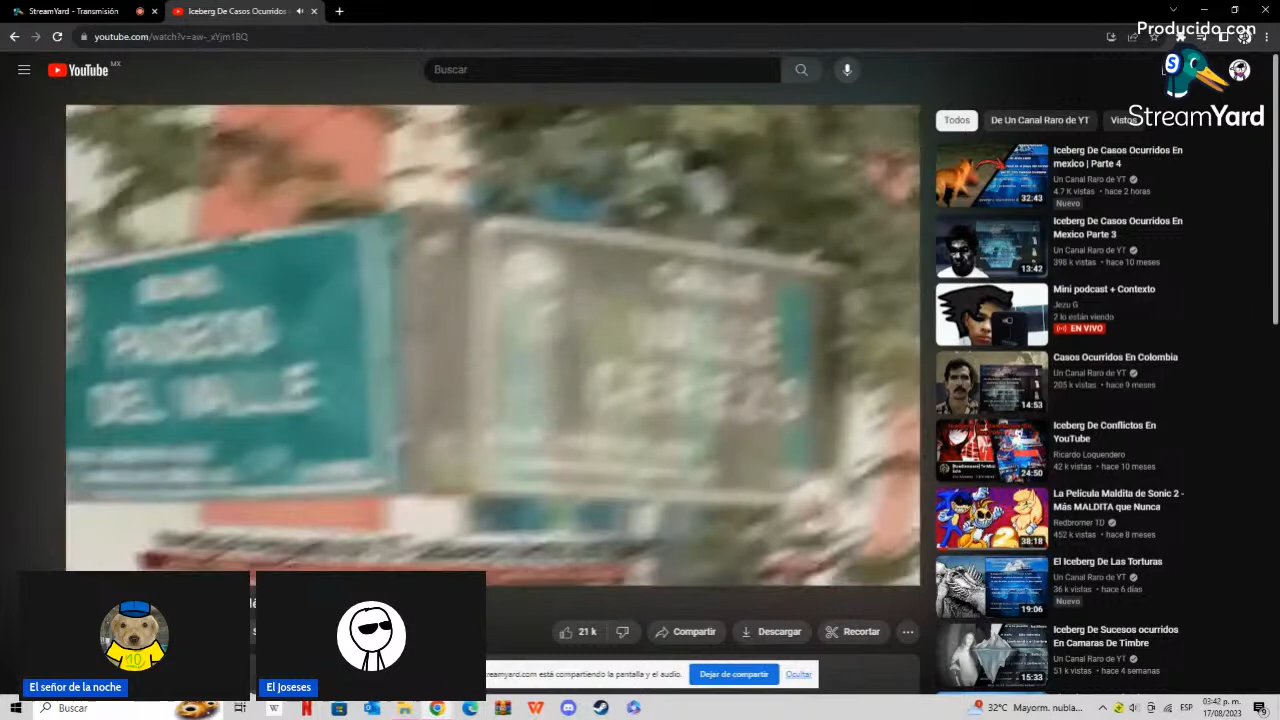 StreamYard - Transmisión
Iceberg De Casos Ocurridos
youtube.com/watch?v=aw-_xYjm1BQ
Producido con
StreamYard
YouTube MX
Buscar
Todos
De Un Canal Raro de YT
Vistos
Iceberg De Casos Ocurridos En
mexico | Parte 4
Un Canal Raro de YT
4.7 K vistas • hace 2 horas
Nuevo
32:43
Iceberg De Casos Ocurridos En
Mexico Parte 3
Un Canal Raro de YT
398 k vistas • hace 10 meses
13:42
Mini podcast + Contexto
Jezu G
2 lo están viendo
EN VIVO
Casos Ocurridos En Colombia
Un Canal Raro de YT
205 k vistas • hace 9 meses
14:53
Iceberg De Conflictos En
YouTube
Ricardo Loquendero
42 k vistas • hace 10 meses
24:50
La Película Maldita de Sonic 2 -
Más MALDITA que Nunca
Redbromer TD
452 k vistas • hace 8 meses
38:18
El Iceberg De Las Torturas
Un Canal Raro de YT
36 k vistas • hace 6 días
Nuevo
19:06
Iceberg De Sucesos ocurridos
En Camaras De Timbre
Un Canal Raro de YT
51 k vistas • hace 4 semanas
15:33
21 k
Compartir
Descargar
Recortar
streamyard.com está compartiendo la pantalla y el audio.
Dejar de compartir
Ocultar
10
El señor de la noche
El Joseses
Buscar
32°C Mayorm. nubla...
ESP
03:42 p. m.
17/08/2023